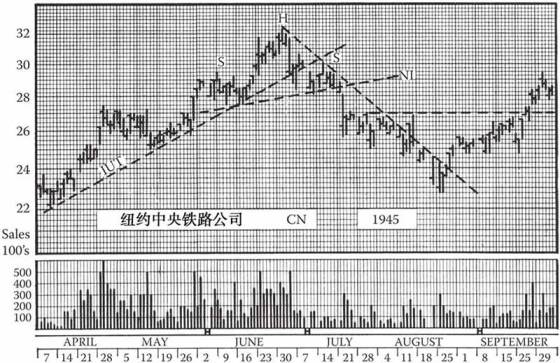 32
30
28
26
24
22
H
S
S
NL
IUT
纽约中央铁路公司 CN 1945
Sales
100's
500
400
300
200
100
APRIL MAY JUNE JULY AUGUST SEPTEMBER
7 14 21 28 5 12 19 26 2 9 16 23 30 7 14 21 28 4 11 18 25 1 8 15 25 29